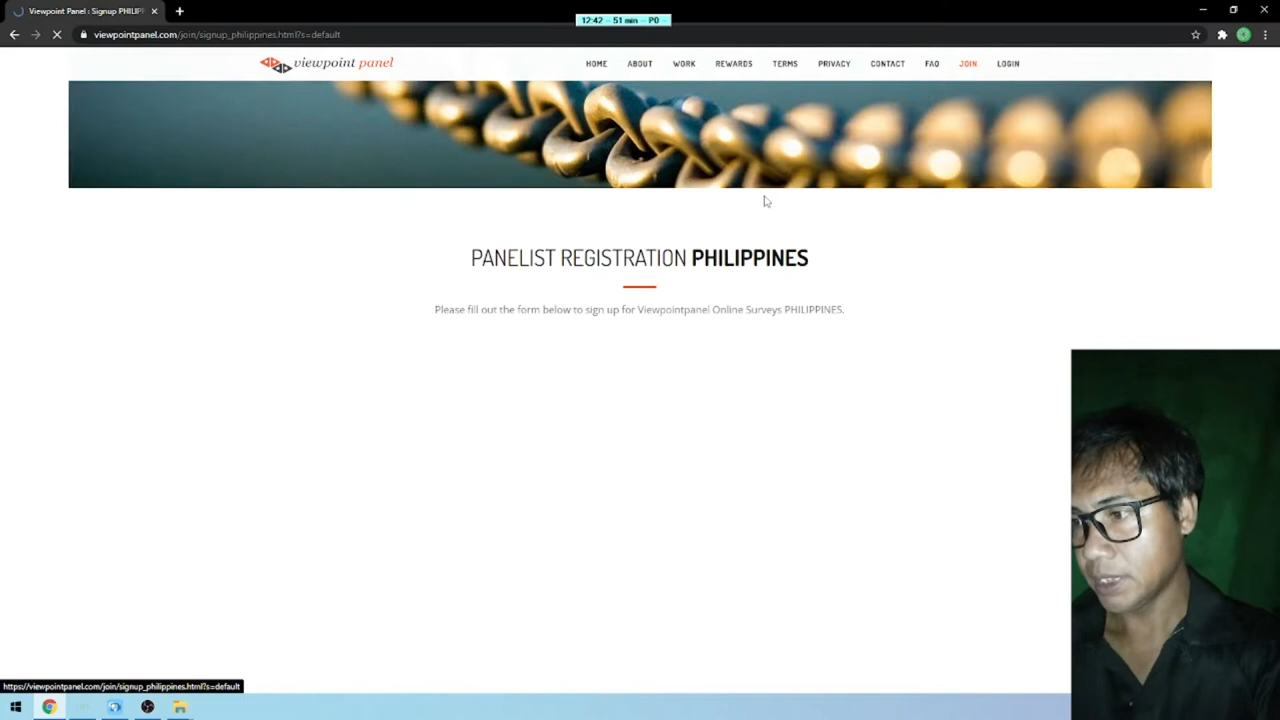 Viewpoint Panel : Signup PHILIP
12:42 - 51 min - P0
viewpointpanel.com/join/signup_philippines.html?s=default
viewpoint panel
HOME ABOUT WORK REWARDS TERMS PRIVACY CONTACT FAQ JOIN LOGIN
PANELIST REGISTRATION PHILIPPINES
Please fill out the form below to sign up for Viewpointpanel Online Surveys PHILIPPINES.
https://viewpointpanel.com/join/signup_philippines.html?s=default